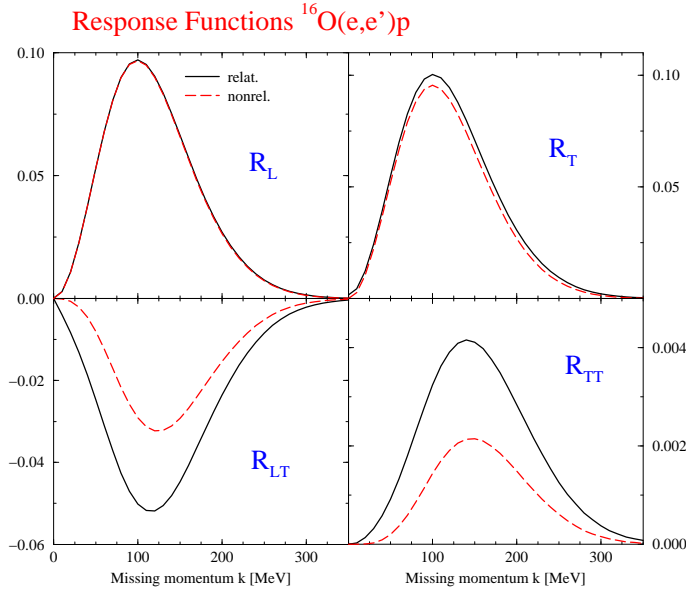 Response Functions ¹⁶O(e,e')p
0.10
0.05
0.00
relat.
nonrel.
R_L
0.10
0.05
R_T
−0.02
−0.04
−0.06
R_LT
0.004
0.002
0.000
R_TT
0 100 200 300
100 200 300
Missing momentum k [MeV]
Missing momentum k [MeV]